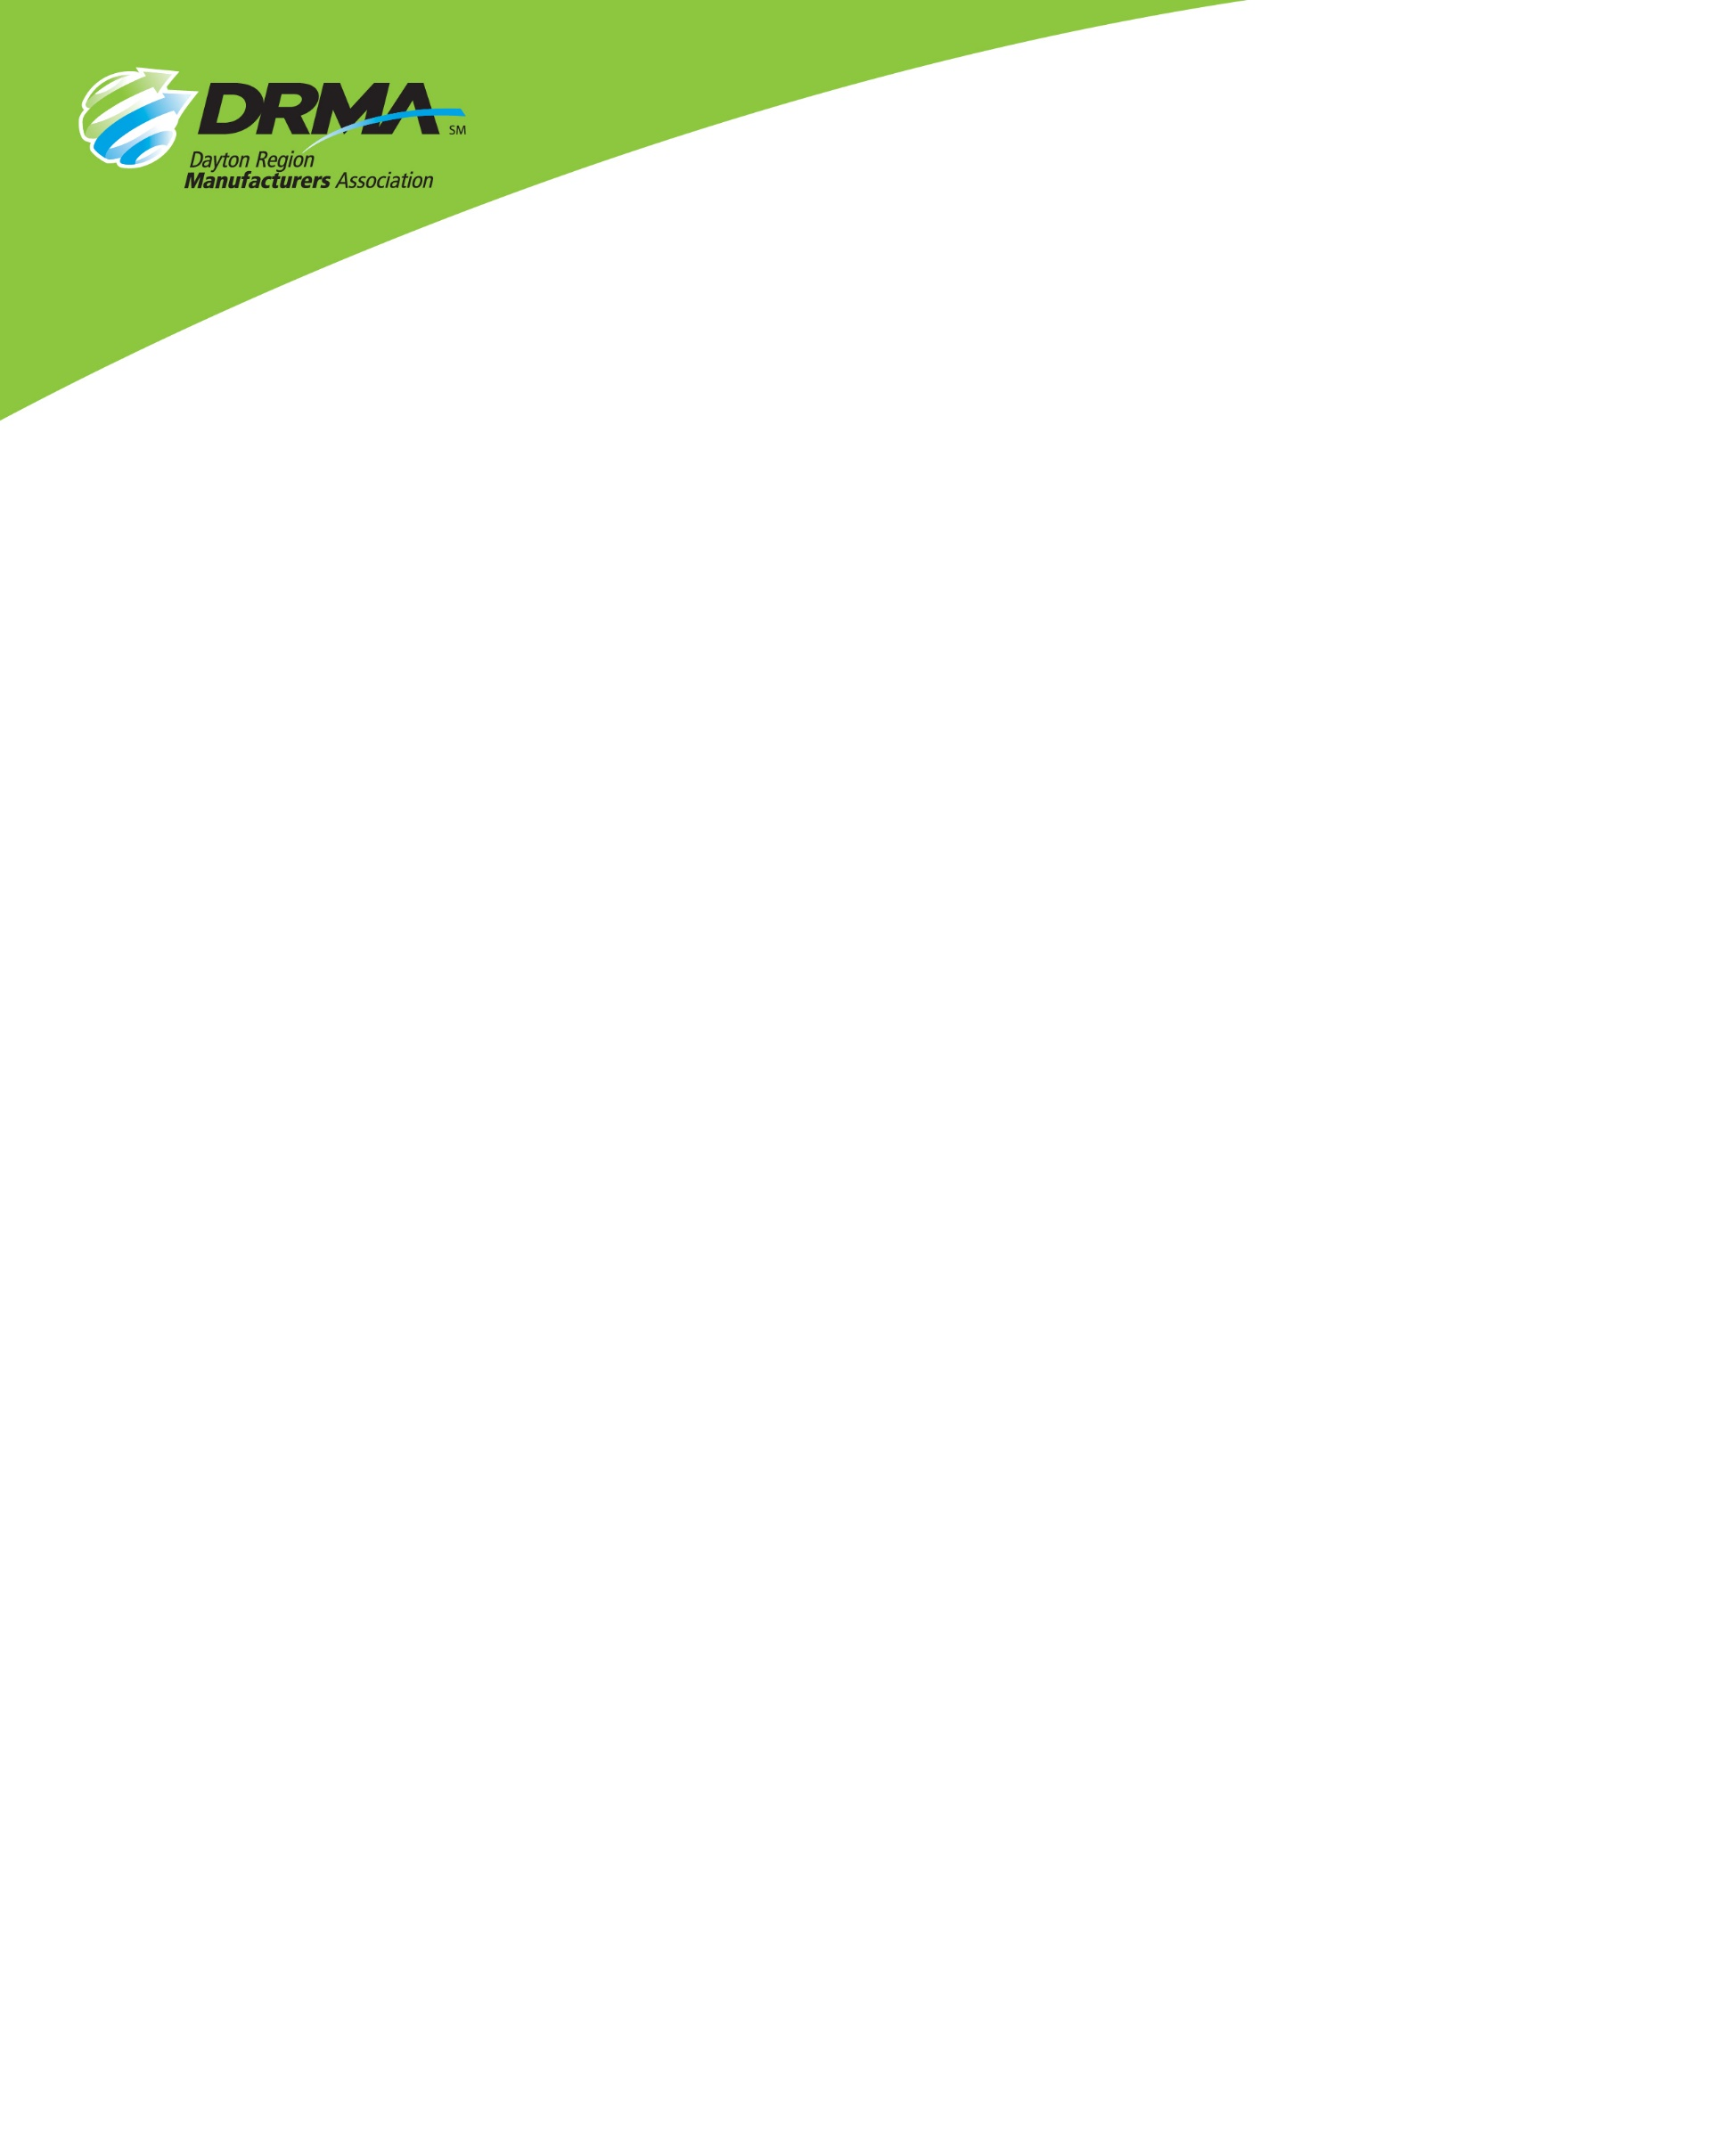 DRMA
SM
Dayton Region
Manufacturers Association